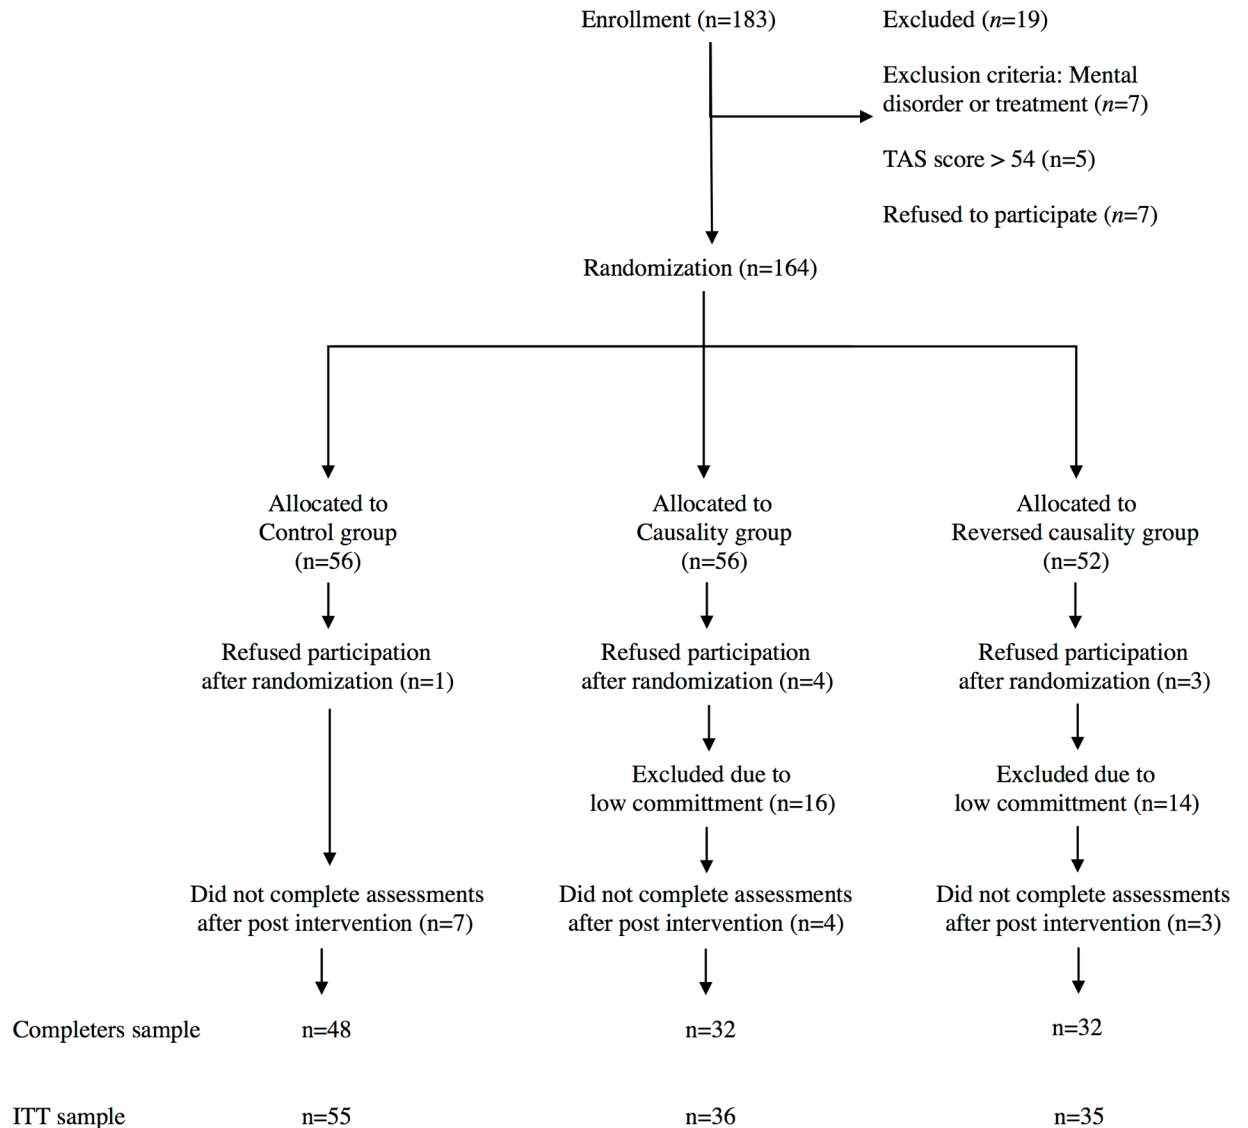 Enrollment (n=183)
Excluded (n=19)
Exclusion criteria: Mental
disorder or treatment (n=7)
TAS score > 54 (n=5)
Refused to participate (n=7)
Randomization (n=164)
Allocated to
Control group
(n=56)
Allocated to
Causality group
(n=56)
Allocated to
Reversed causality group
(n=52)
Refused participation
after randomization (n=1)
Refused participation
after randomization (n=4)
Refused participation
after randomization (n=3)
Excluded due to
low committment (n=16)
Excluded due to
low committment (n=14)
Did not complete assessments
after post intervention (n=7)
Did not complete assessments
after post intervention (n=4)
Did not complete assessments
after post intervention (n=3)
Completers sample n=48 n=32 n=32
ITT sample n=55 n=36 n=35